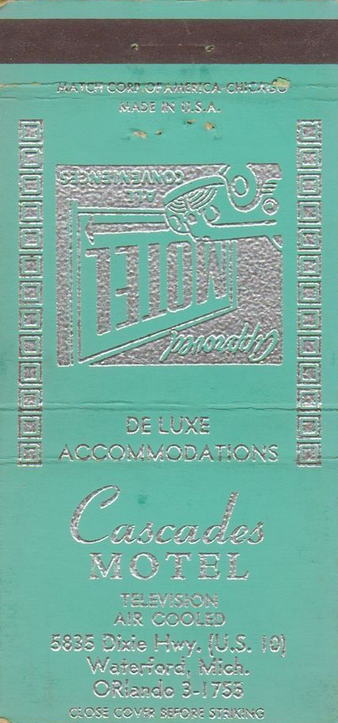 MATCH CORP. OF AMERICA-CHICAGO
MADE IN U.S.A.
Approved
MOTEL
ALL
CONVENIENCES
DE LUXE
ACCOMMODATIONS
Cascades
MOTEL
TELEVISION
AIR COOLED
5835 Dixie Hwy. (U.S. 10)
Waterford, Mich.
ORlando 3-1753
CLOSE COVER BEFORE STRIKING